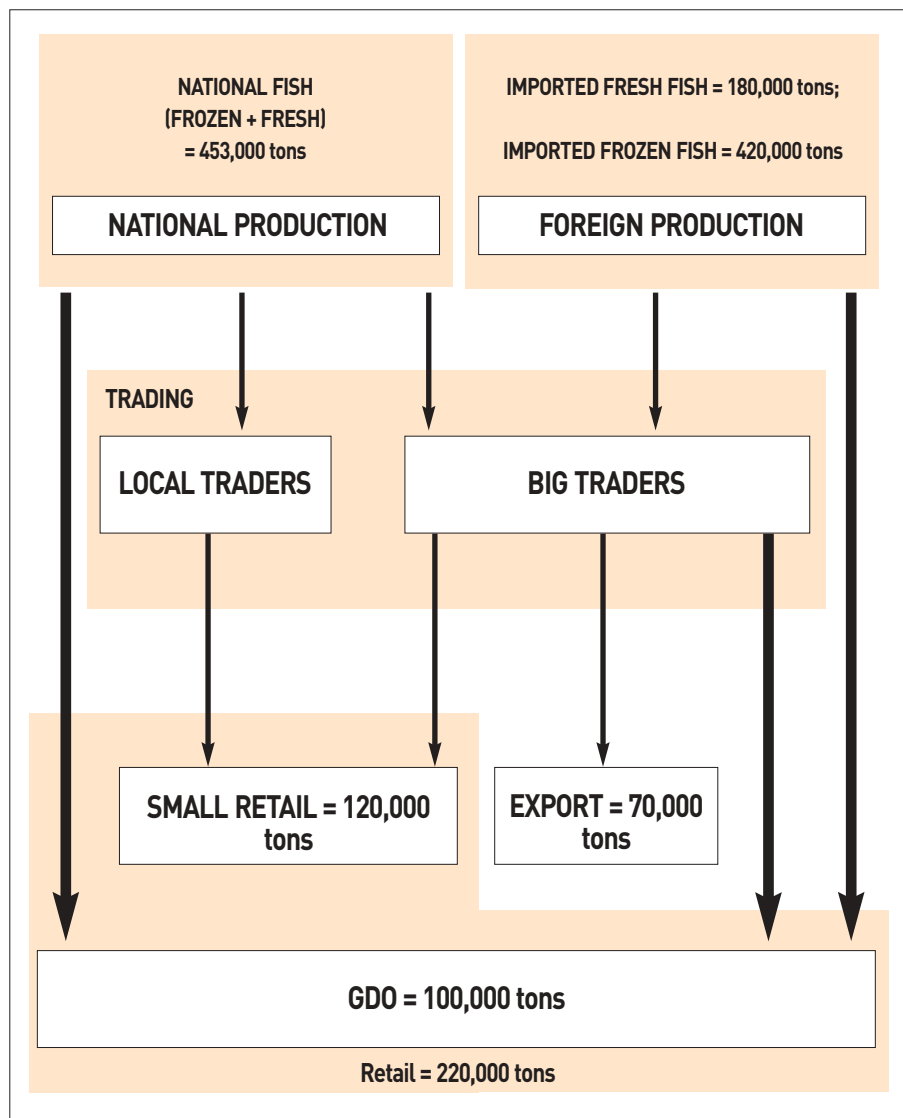 NATIONAL FISH
(FROZEN + FRESH)
= 453,000 tons
NATIONAL PRODUCTION
IMPORTED FRESH FISH = 180,000 tons;
IMPORTED FROZEN FISH = 420,000 tons
FOREIGN PRODUCTION
TRADING
LOCAL TRADERS
BIG TRADERS
SMALL RETAIL = 120,000
tons
EXPORT = 70,000
tons
GDO = 100,000 tons
Retail = 220,000 tons